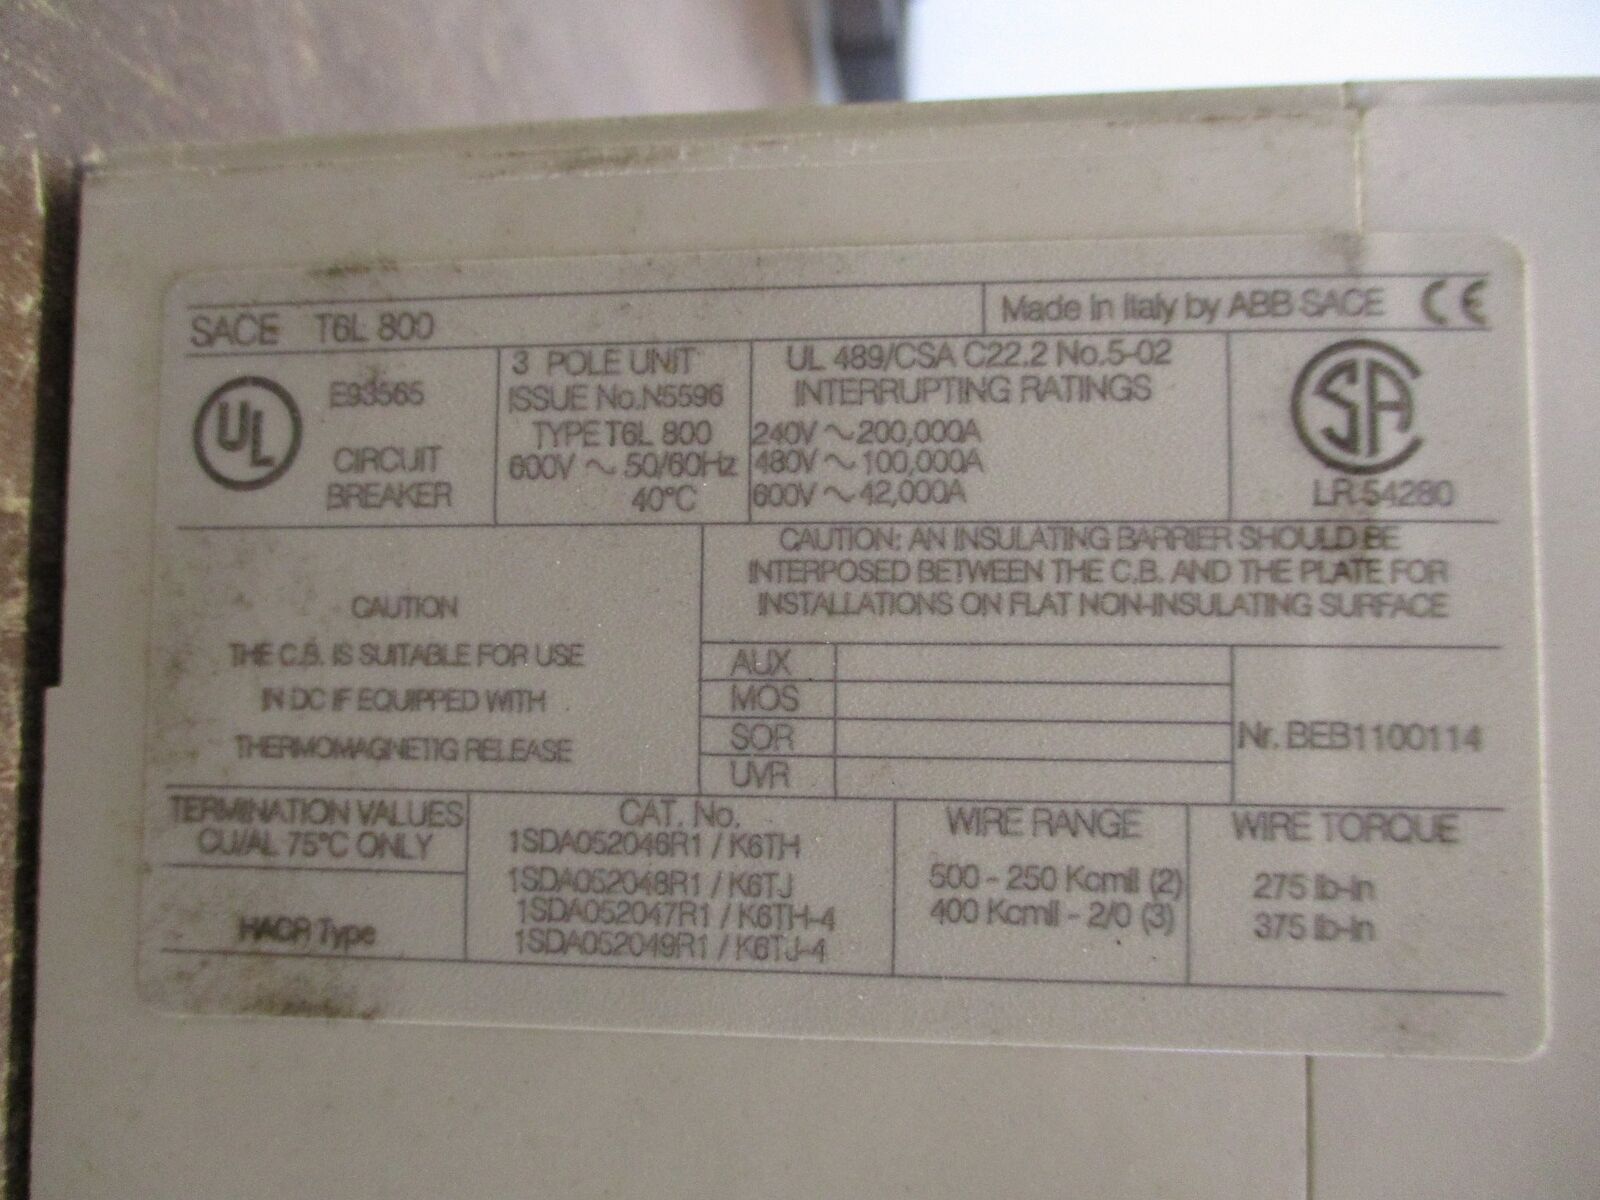 SACE T6L 800
Made in Italy by ABB SACE CE
UL
E93565
CIRCUIT
BREAKER
3 POLE UNIT
ISSUE No.N5596
TYPE T6L 800
600V ~ 50/60Hz
40°C
UL 489/CSA C22.2 No.5-02
INTERRUPTING RATINGS
240V ~ 200,000A
480V ~ 100,000A
600V ~ 42,000A
SA
LR 54280
CAUTION
THE C.B. IS SUITABLE FOR USE
IN DC IF EQUIPPED WITH
THERMOMAGNETIG RELEASE
CAUTION: AN INSULATING BARRIER SHOULD BE
INTERPOSED BETWEEN THE C.B. AND THE PLATE FOR
INSTALLATIONS ON FLAT NON-INSULATING SURFACE
AUX
MOS
SOR
UVR
Nr. BEB1100114
TERMINATION VALUES
CU/AL 75°C ONLY
HACR Type
CAT. No.
1SDA052046R1 / K6TH
1SDA052048R1 / K6TJ
1SDA052047R1 / K6TH-4
1SDA052049R1 / K6TJ-4
WIRE RANGE
500 - 250 Kcmil (2)
400 Kcmil - 2/0 (3)
WIRE TORQUE
275 lb-in
375 lb-in